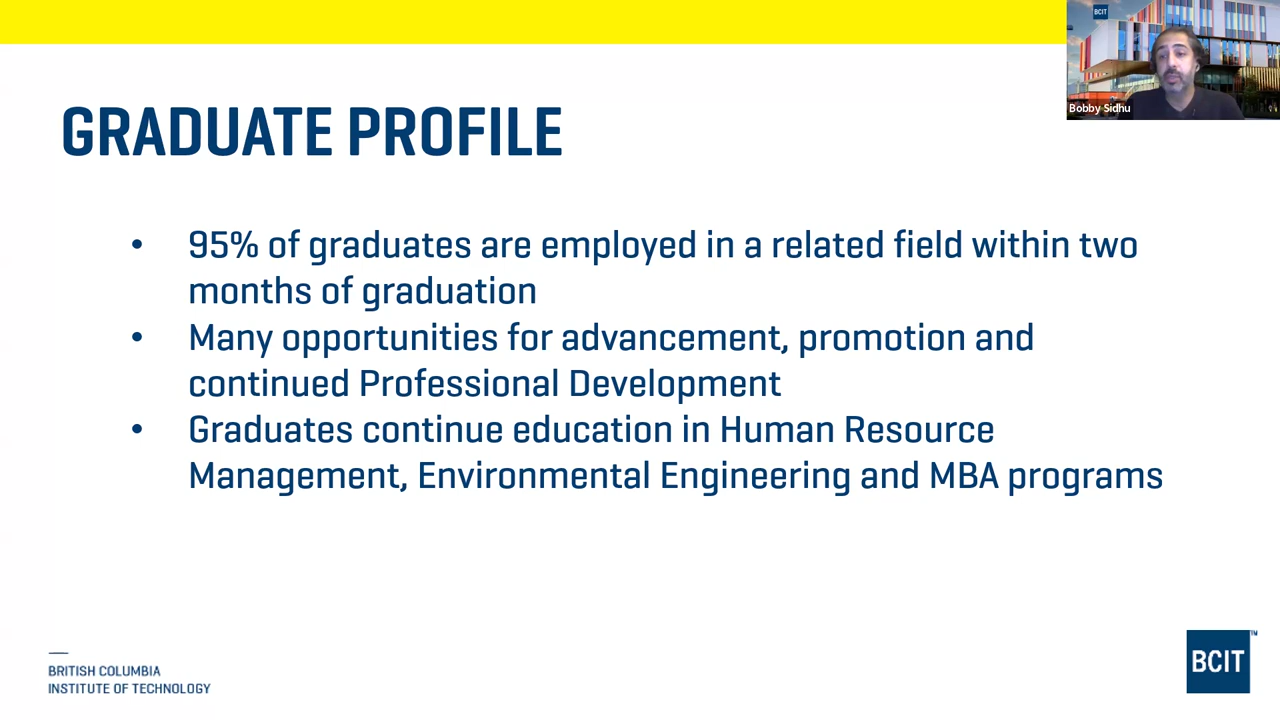 BCIT
Bobby Sidhu
GRADUATE PROFILE
• 95% of graduates are employed in a related field within two
months of graduation
• Many opportunities for advancement, promotion and
continued Professional Development
• Graduates continue education in Human Resource
Management, Environmental Engineering and MBA programs
BRITISH COLUMBIA
INSTITUTE OF TECHNOLOGY
BCIT™